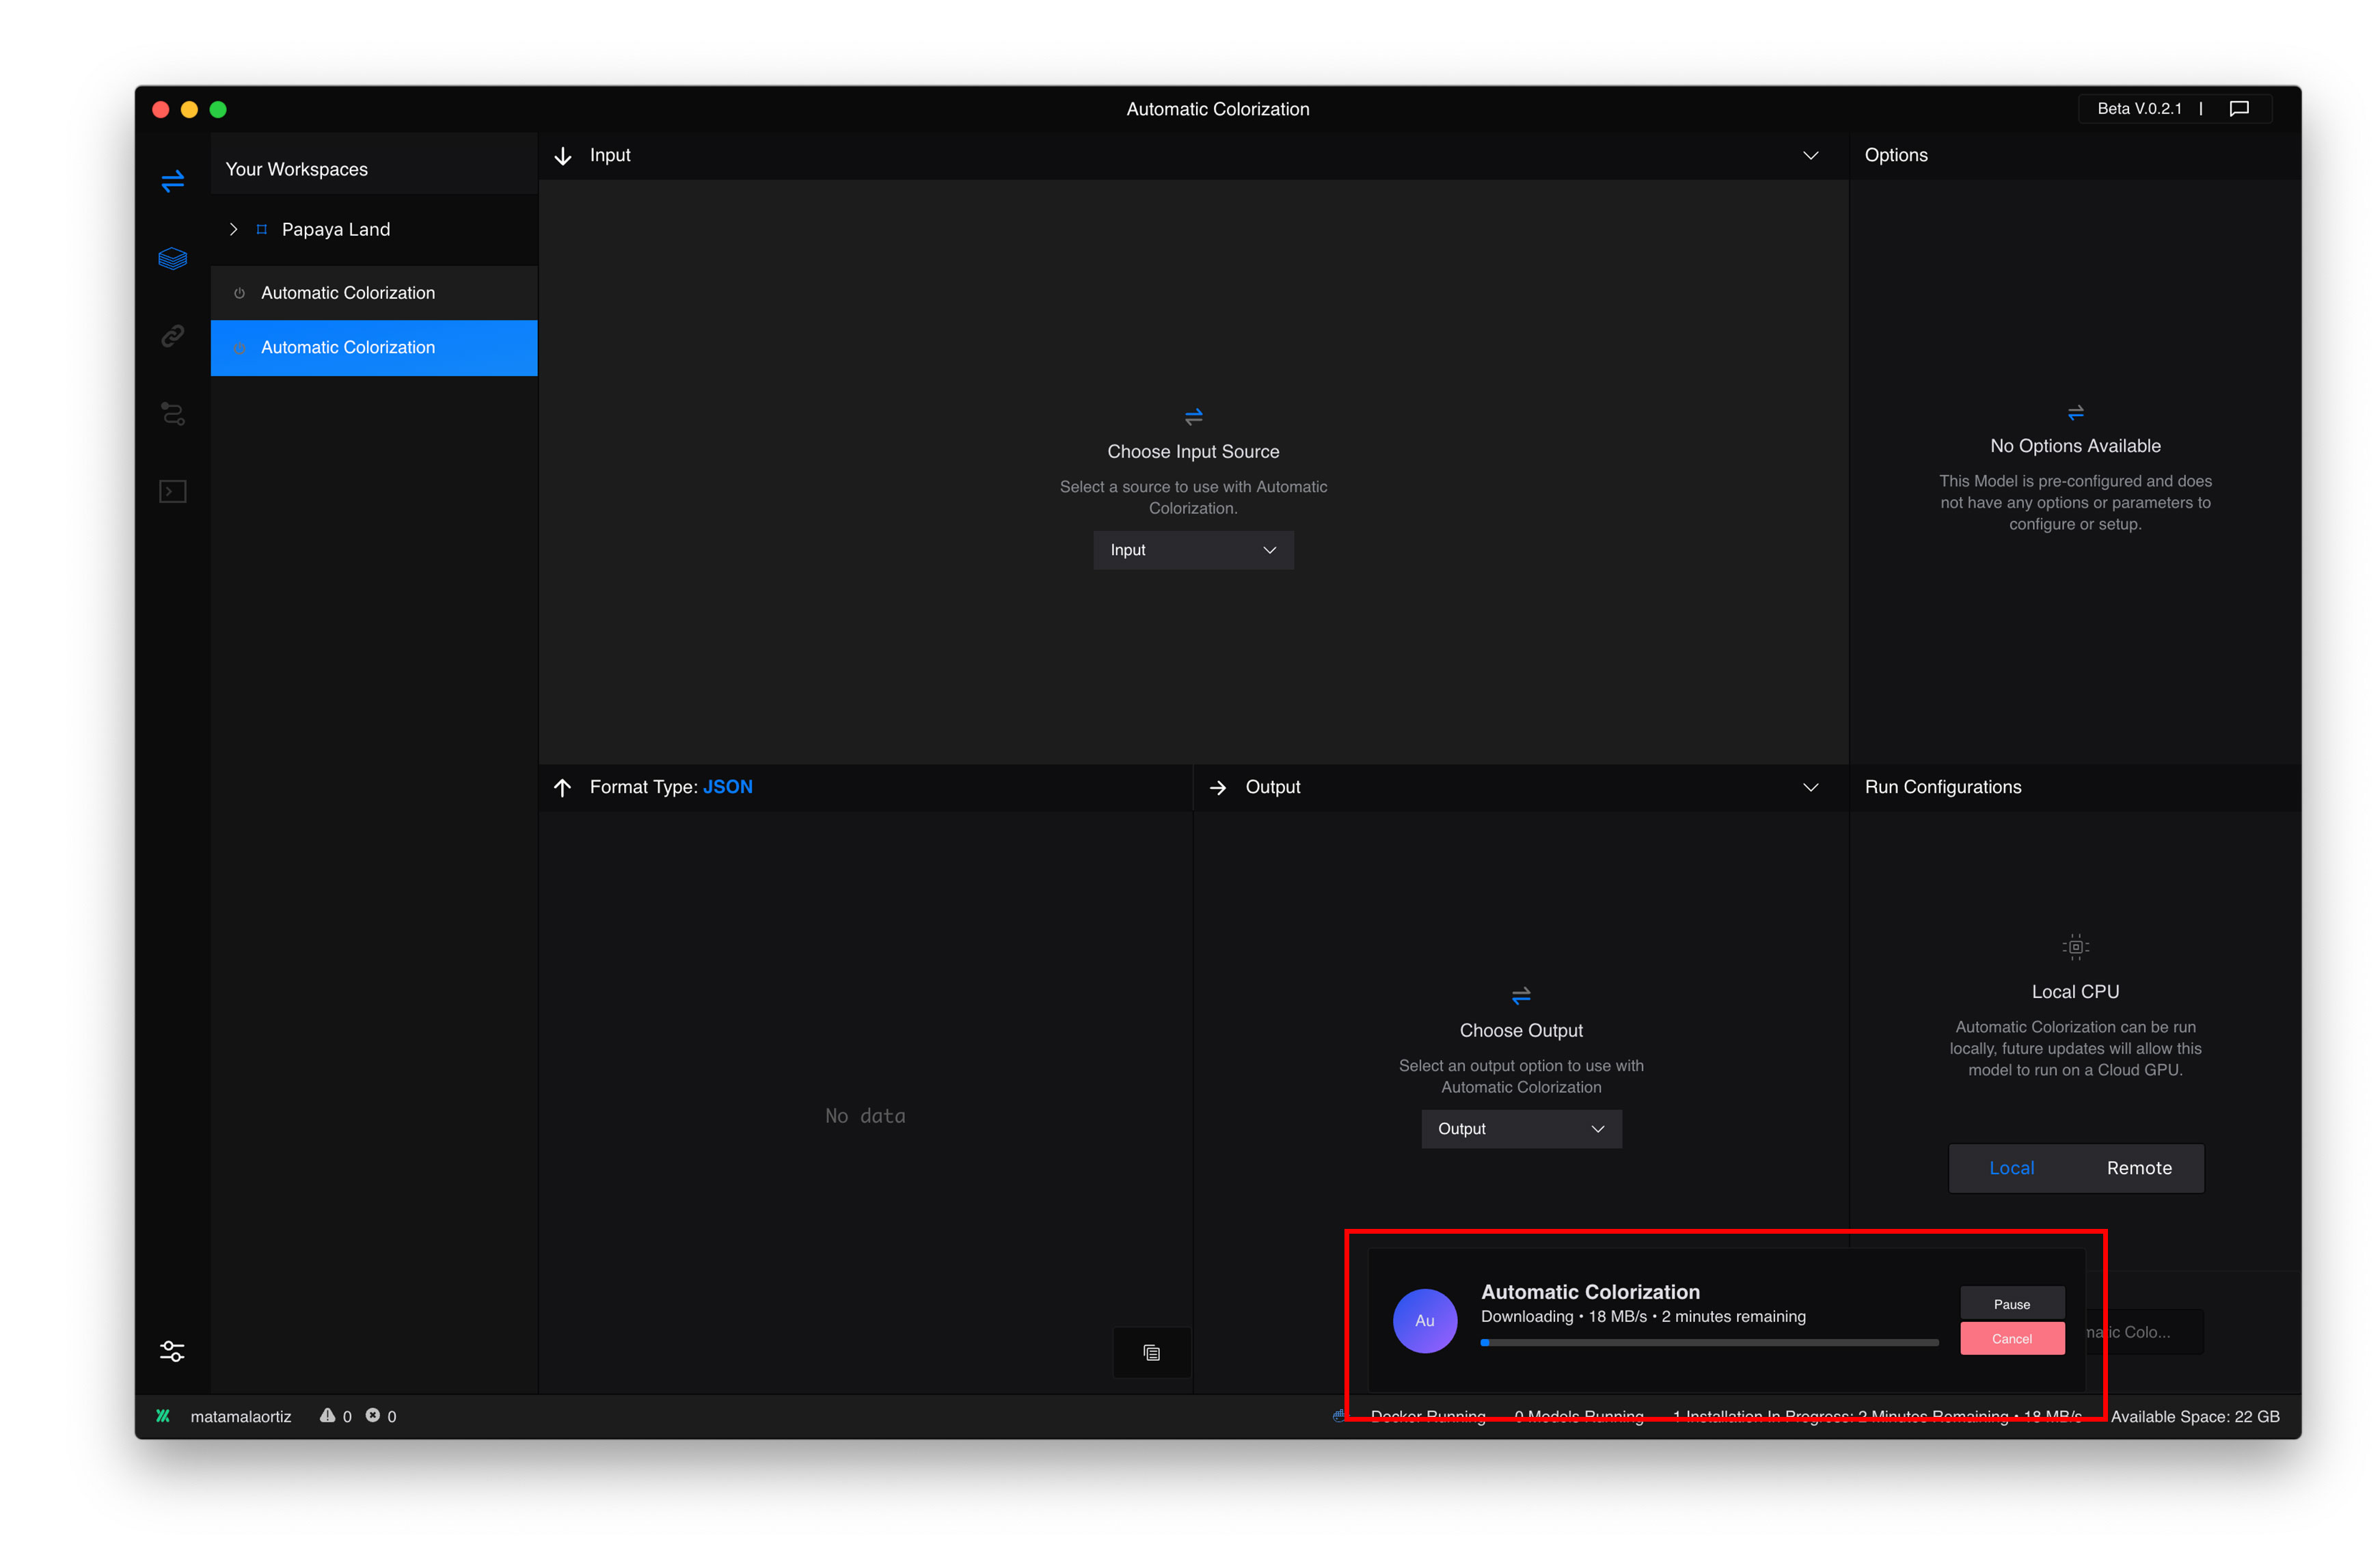 Automatic Colorization
Beta V.0.2.1 |
Your Workspaces
Papaya Land
Automatic Colorization
Automatic Colorization
Input
Choose Input Source
Select a source to use with Automatic
Colorization.
Input
Options
No Options Available
This Model is pre-configured and does
not have any options or parameters to
configure or setup.
Format Type: JSON
No data
Output
Choose Output
Select an output option to use with
Automatic Colorization
Output
Run Configurations
Local CPU
Automatic Colorization can be run
locally, future updates will allow this
model to run on a Cloud GPU.
Local
Remote
Au
Automatic Colorization
Downloading • 18 MB/s • 2 minutes remaining
Pause
Cancel
matic Colo...
matamalaortiz
0
0
Docker Running
0 Models Running
1 Installation In Progress: 2 Minutes Remaining • 18 MB/s
Available Space: 22 GB